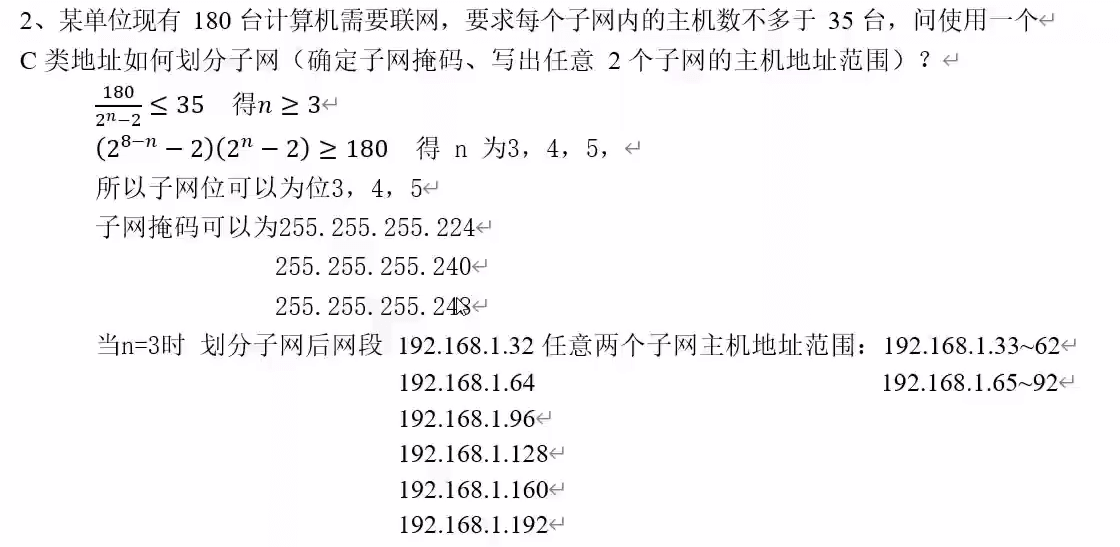 2、某单位现有 180 台计算机需要联网，要求每个子网内的主机数不多于 35 台，问使用一个↵
C 类地址如何划分子网（确定子网掩码、写出任意 2 个子网的主机地址范围）？↵
180/(2^n−2) ≤ 35 得n ≥ 3↵
(2^(8−n) − 2)(2^n − 2) ≥ 180 得 n 为3，4，5，↵
所以子网位可以为位3，4，5↵
子网掩码可以为255.255.255.224↵
255.255.255.240↵
255.255.255.248↵
当n=3时 划分子网后网段 192.168.1.32 任意两个子网主机地址范围：192.168.1.33~62↵
192.168.1.64 192.168.1.65~92↵
192.168.1.96↵
192.168.1.128↵
192.168.1.160↵
192.168.1.192↵